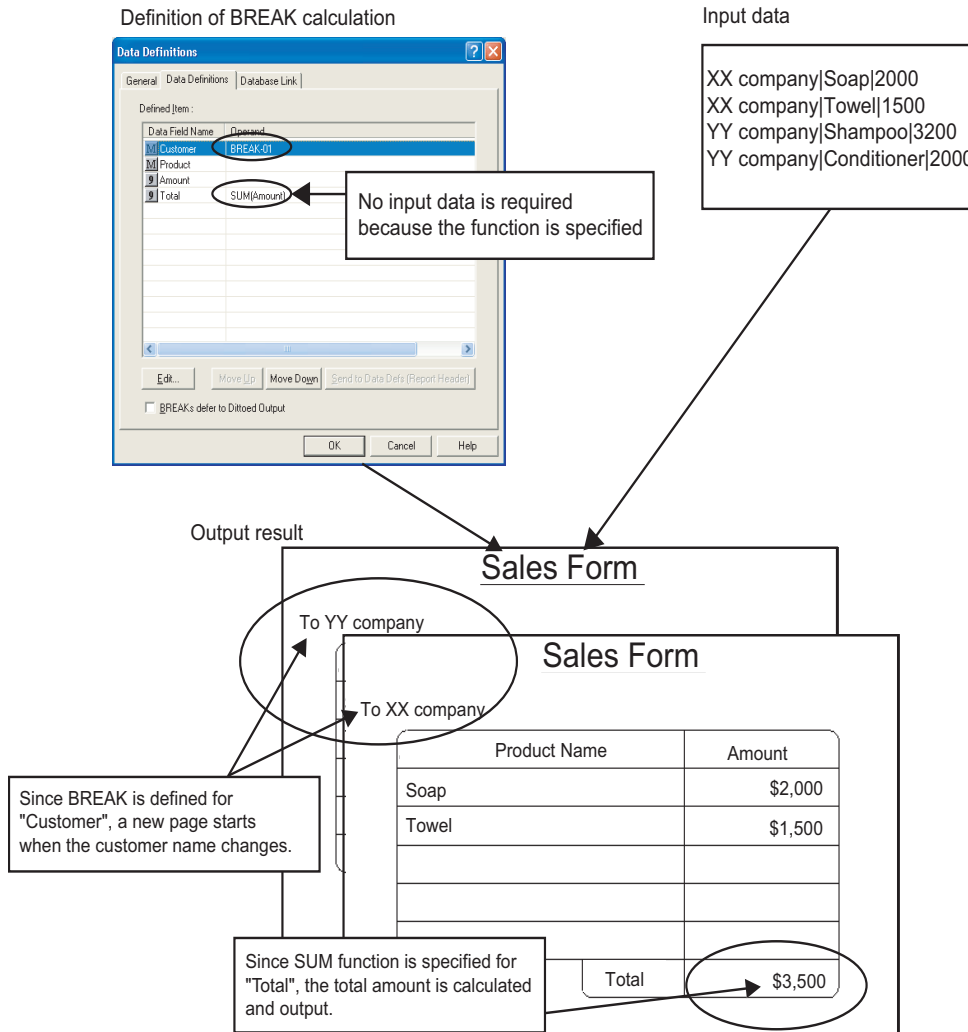 Definition of BREAK calculation
Input data
Data Definitions
General Data Definitions Database Link
Defined Item :
Data Field Name Operand
M Customer BREAK-01
M Product
9 Amount
9 Total SUM(Amount)
No input data is required
because the function is specified
Edit... Move Up Move Down Send to Data Defs (Report Header)
BREAKs defer to Dittoed Output
OK Cancel Help
XX company|Soap|2000
XX company|Towel|1500
YY company|Shampoo|3200
YY company|Conditioner|2000
Output result
Sales Form
To YY company
Sales Form
To XX company
Product Name Amount
Soap $2,000
Towel $1,500
Total $3,500
Since BREAK is defined for
"Customer", a new page starts
when the customer name changes.
Since SUM function is specified for
"Total", the total amount is calculated
and output.